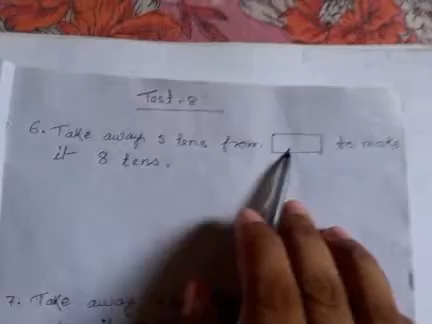 Test-8
6. Take away 5 tens from to make
it 8 tens.
7. Take away